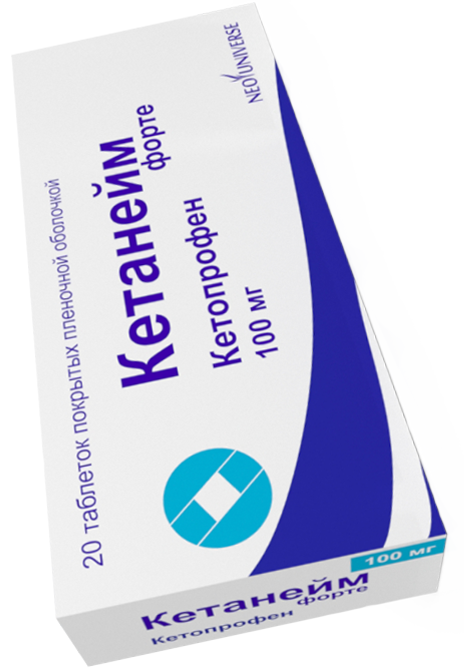 NEO UNIVERSE
Кетанейм
форте
Кетопрофен
100 мг
20 таблеток покрытых пленочной оболочкой
100 мг
Кетанейм
форте
Кетопрофен